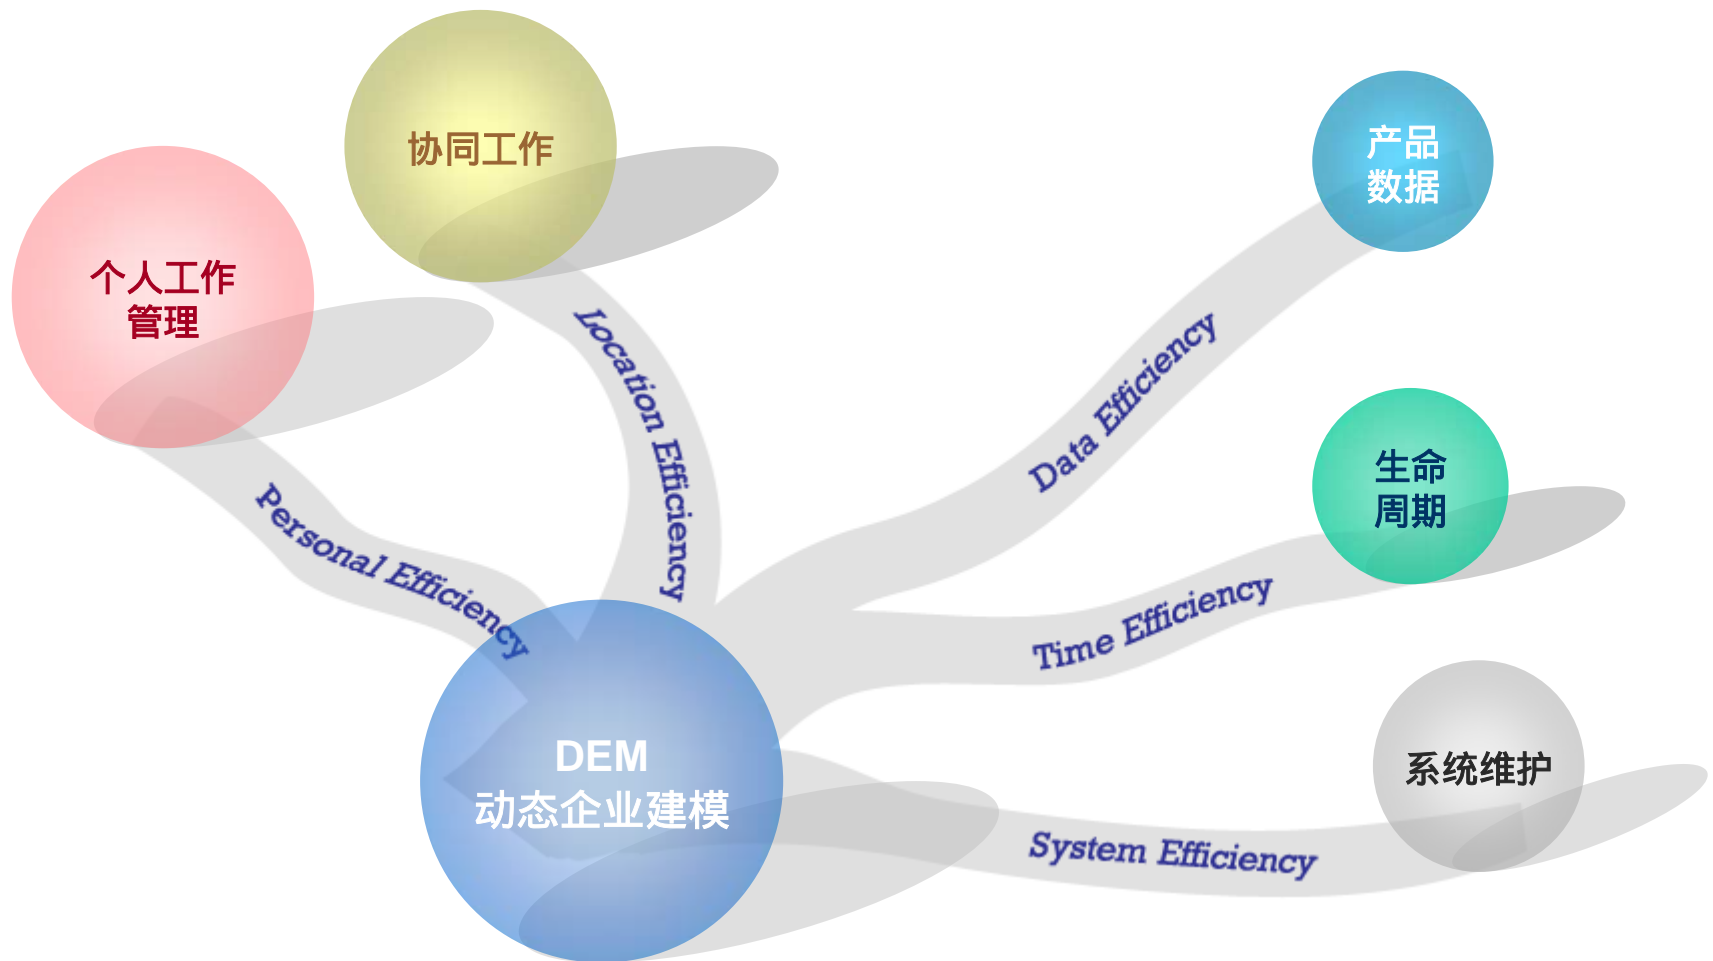 协同工作
产品
数据
个人工作
管理
Location Efficiency
Data Efficiency
生命
周期
Personal Efficiency
Time Efficiency
DEM
动态企业建模
系统维护
System Efficiency